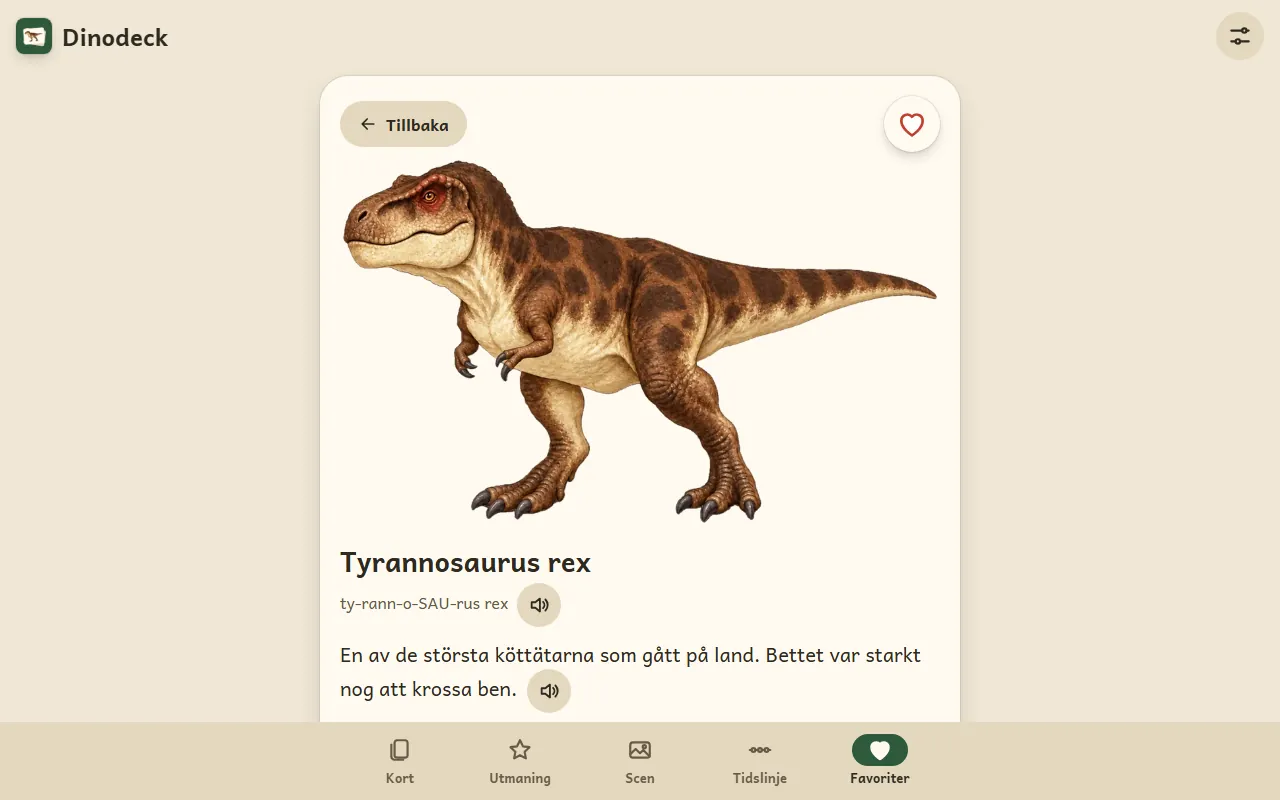 Dinodeck
Tillbaka
Tyrannosaurus rex
ty-rann-o-SAU-rus rex
En av de största köttätarna som gått på land. Bettet var starkt
nog att krossa ben.
Kort
Utmaning
Scen
Tidslinje
Favoriter